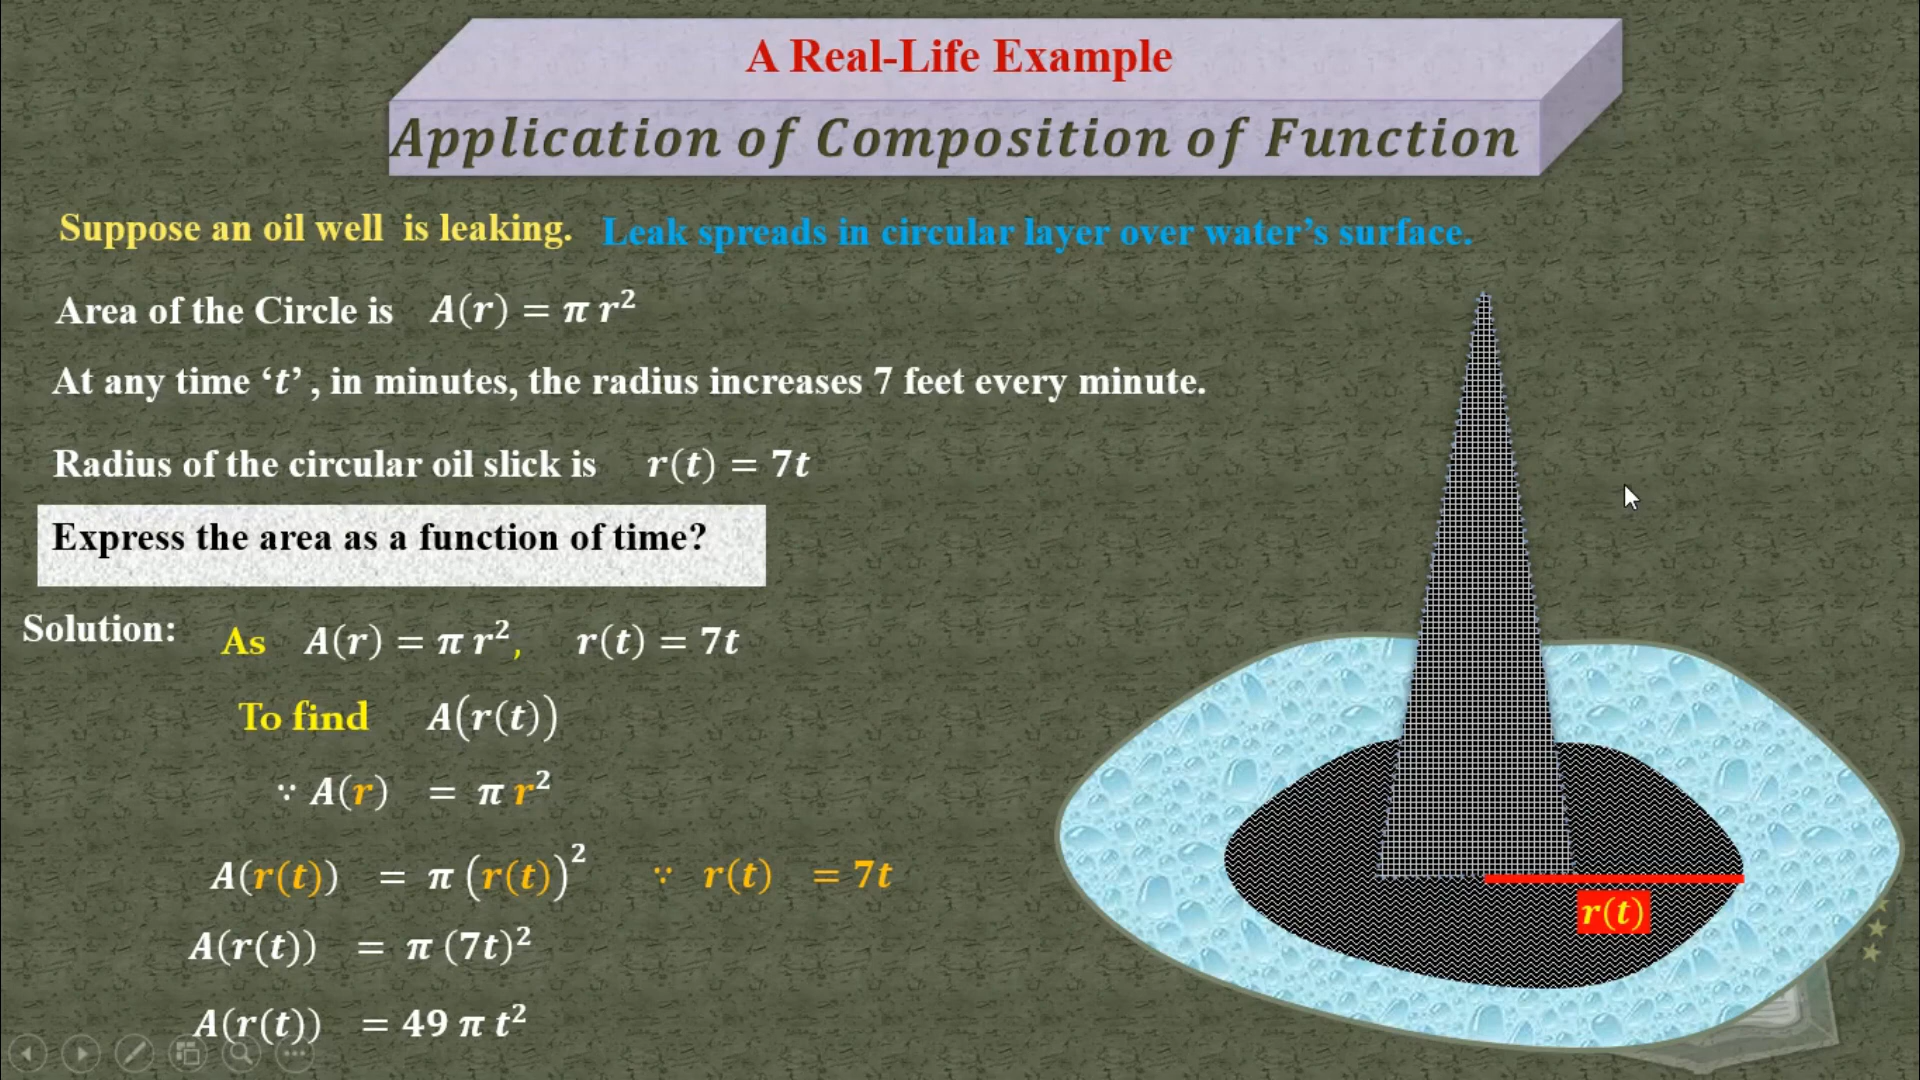 A Real-Life Example
Application of Composition of Function
Suppose an oil well is leaking. Leak spreads in circular layer over water’s surface.
Area of the Circle is A(r) = π r²
At any time ‘t’ , in minutes, the radius increases 7 feet every minute.
Radius of the circular oil slick is r(t) = 7t
Express the area as a function of time?
Solution: As A(r) = π r², r(t) = 7t
To find A(r(t))
∵ A(r) = π r²
A(r(t)) = π (r(t))² ∵ r(t) = 7t
r(t)
A(r(t)) = π (7t)²
A(r(t)) = 49 π t²